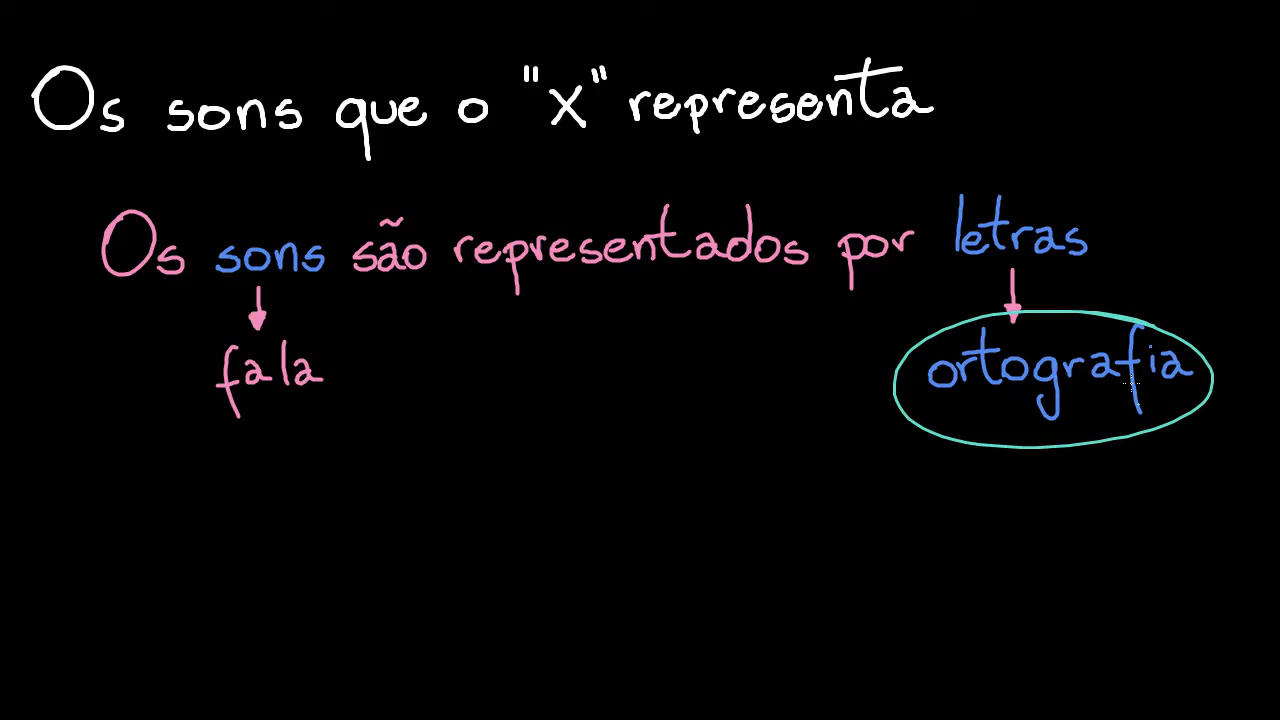 Os sons que o "x" representa
Os sons são representados por letras
fala
ortografia